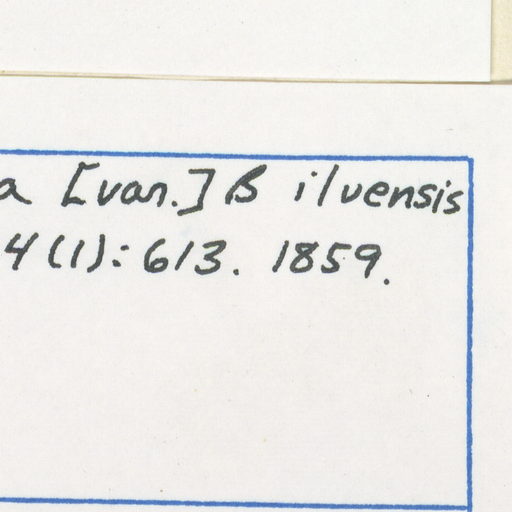 a [var.] B ilvensis
4(1): 613. 1859.